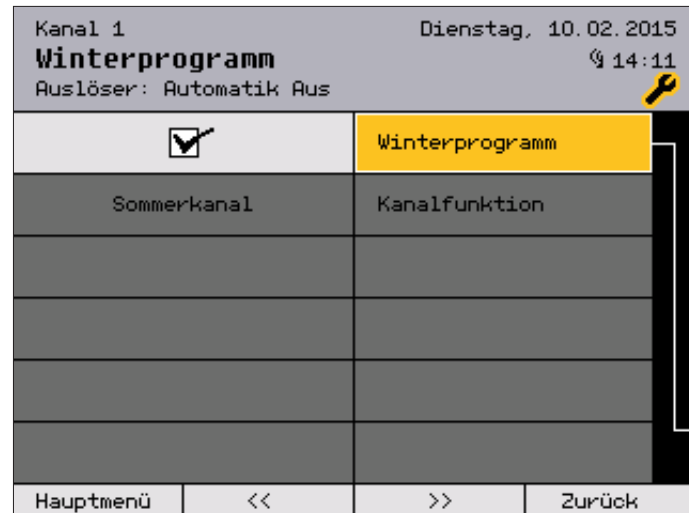 Kanal 1 Dienstag, 10.02.2015
Winterprogramm 14:11
Auslöser: Automatik Aus
Winterprogramm
Sommerkanal Kanalfunktion
Hauptmenü << >> Zurück